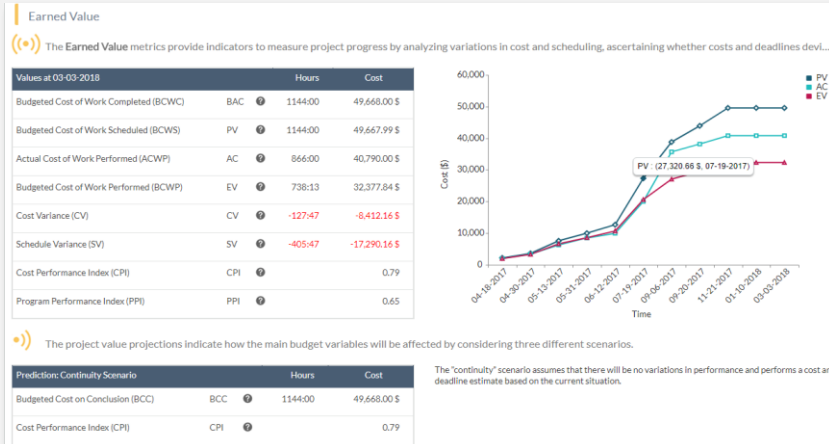 Earned Value
The Earned Value metrics provide indicators to measure project progress by analyzing variations in cost and scheduling, ascertaining whether costs and deadlines devi...
Values at 03-03-2018 Hours Cost
Budgeted Cost of Work Completed (BCWC) BAC ? 1144:00 49,668.00 $
Budgeted Cost of Work Scheduled (BCWS) PV ? 1144:00 49,667.99 $
Actual Cost of Work Performed (ACWP) AC ? 866:00 40,790.00 $
Budgeted Cost of Work Performed (BCWP) EV ? 738:13 32,377.84 $
Cost Variance (CV) CV ? -127:47 -8,412.16 $
Schedule Variance (SV) SV ? -405:47 -17,290.16 $
Cost Performance Index (CPI) CPI ? 0.79
Program Performance Index (PPI) PPI ? 0.65
60,000
50,000
40,000
30,000
20,000
10,000
0
Cost ($)
PV
AC
EV
PV : (27,320.66 $, 07-19-2017)
04-18-2017 04-30-2017 05-13-2017 05-31-2017 06-12-2017 07-19-2017 09-06-2017 09-20-2017 11-21-2017 01-10-2018 03-03-2018
Time
The project value projections indicate how the main budget variables will be affected by considering three different scenarios.
Prediction: Continuity Scenario Hours Cost
Budgeted Cost on Conclusion (BCC) BCC ? 1144:00 49,668.00 $
Cost Performance Index (CPI) CPI ? 0.79
The "continuity" scenario assumes that there will be no variations in performance and performs a cost
deadline estimate based on the current situation.